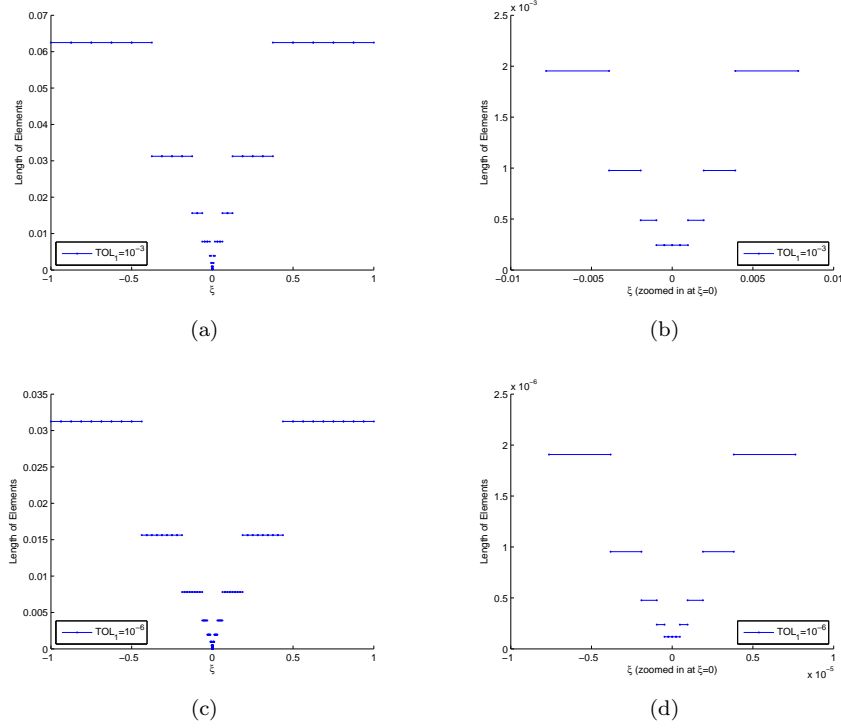 0.07
0.06
0.05
0.04
0.03
0.02
0.01
0
Length of Elements
−1
−0.5
0
0.5
1
ξ
TOL₁=10⁻³
(a)
x 10⁻³
2.5
2
1.5
1
0.5
0
Length of Elements
−0.01
−0.005
0
0.005
0.01
ξ (zoomed in at ξ=0)
TOL₁=10⁻³
(b)
0.035
0.03
0.025
0.02
0.015
0.01
0.005
0
Length of Elements
−1
−0.5
0
0.5
1
ξ
TOL₁=10⁻⁶
(c)
x 10⁻⁶
2.5
2
1.5
1
0.5
0
Length of Elements
−1
−0.5
0
0.5
1
x 10⁻⁵
ξ (zoomed in at ξ=0)
TOL₁=10⁻⁶
(d)